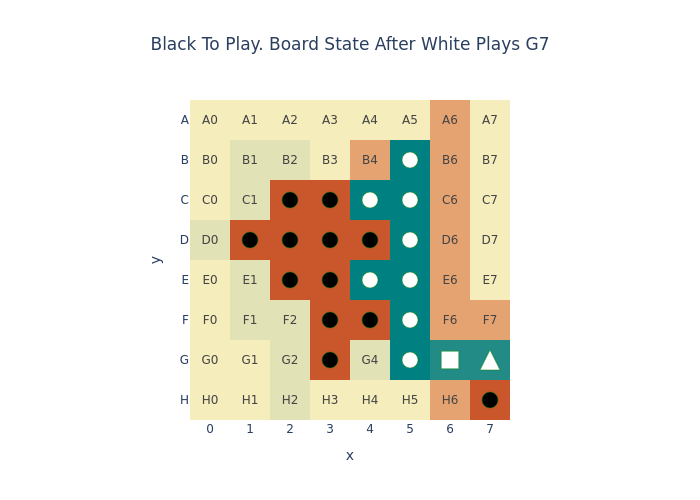 Black To Play. Board State After White Plays G7
A A0 A1 A2 A3 A4 A5 A6 A7
B B0 B1 B2 B3 B4 B6 B7
C C0 C1 C6 C7
D D0 D6 D7
y
E E0 E1 E6 E7
F F0 F1 F2 F6 F7
G G0 G1 G2 G4
H H0 H1 H2 H3 H4 H5 H6
0 1 2 3 4 5 6 7
x